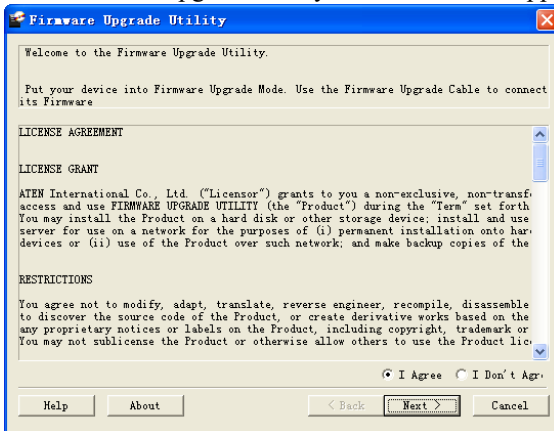 Firmware Upgrade Utility
Welcome to the Firmware Upgrade Utility.
Put your device into Firmware Upgrade Mode. Use the Firmware Upgrade Cable to connect
its Firmware
LICENSE AGREEMENT
LICENSE GRANT
ATEN International Co., Ltd. ("Licensor") grants to you a non-exclusive, non-transf
access and use FIRMWARE UPGRADE UTILITY (the "Product") during the "Term" set forth
You may install the Product on a hard disk or other storage device; install and use
server for use on a network for the purposes of (i) permanent installation onto har
devices or (ii) use of the Product over such network; and make backup copies of the
RESTRICTIONS
You agree not to modify, adapt, translate, reverse engineer, recompile, disassemble
to discover the source code of the Product, or create derivative works based on the
any proprietary notices or labels on the Product, including copyright, trademark or
You may not sublicense the Product or otherwise allow others to use the Product lic
I Agree I Don't Agr
Help About < Back Next > Cancel